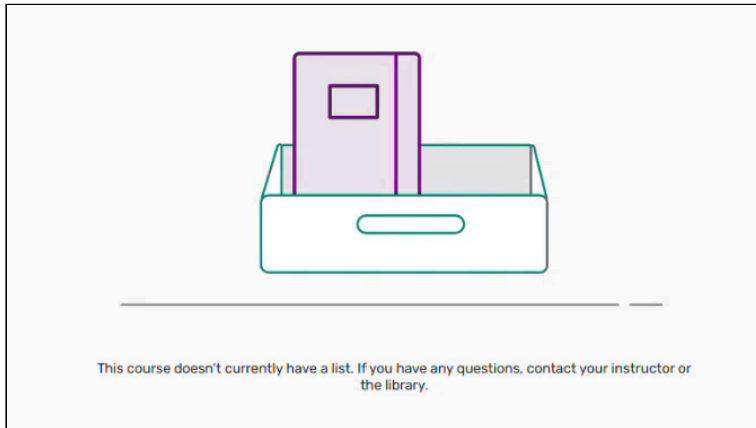 This course doesn't currently have a list. If you have any questions, contact your instructor or
the library.